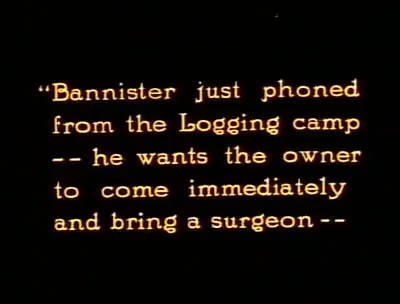 “Bannister just phoned
from the Logging camp
-- he wants the owner
to come immediately
and bring a surgeon --